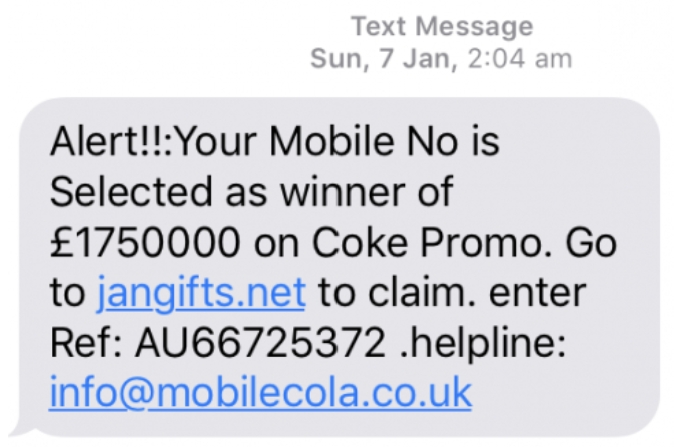 Text Message
Sun, 7 Jan, 2:04 am
Alert!!:Your Mobile No is
Selected as winner of
£1750000 on Coke Promo. Go
to jangifts.net to claim. enter
Ref: AU66725372 .helpline:
info@mobilecola.co.uk